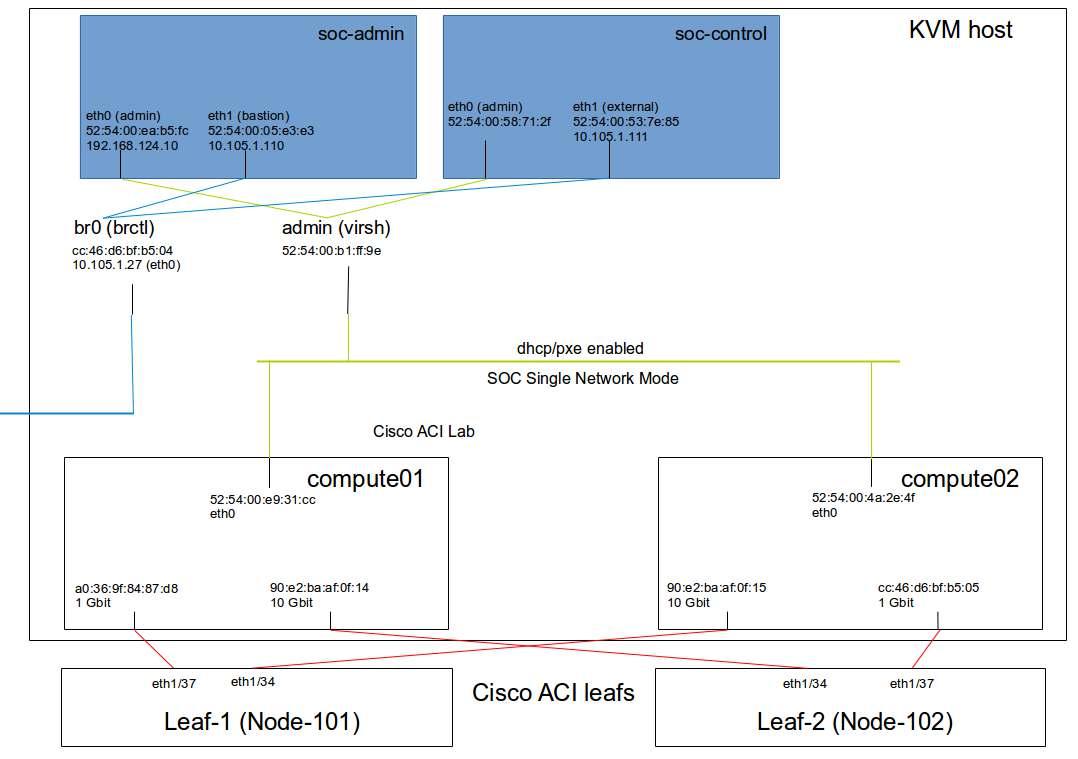 KVM host
soc-admin
eth0 (admin)
52:54:00:ea:b5:fc
192.168.124.10
eth1 (bastion)
52:54:00:05:e3:e3
10.105.1.110
soc-control
eth0 (admin)
52:54:00:58:71:2f
eth1 (external)
52:54:00:53:7e:85
10.105.1.111
br0 (brctl)
cc:46:d6:bf:b5:04
10.105.1.27 (eth0)
admin (virsh)
52:54:00:b1:ff:9e
dhcp/pxe enabled
SOC Single Network Mode
Cisco ACI Lab
compute01
52:54:00:e9:31:cc
eth0
a0:36:9f:84:87:d8
1 Gbit
90:e2:ba:af:0f:14
10 Gbit
compute02
52:54:00:4a:2e:4f
eth0
90:e2:ba:af:0f:15
10 Gbit
cc:46:d6:bf:b5:05
1 Gbit
eth1/37
eth1/34
Leaf-1 (Node-101)
Cisco ACI leafs
eth1/34
eth1/37
Leaf-2 (Node-102)